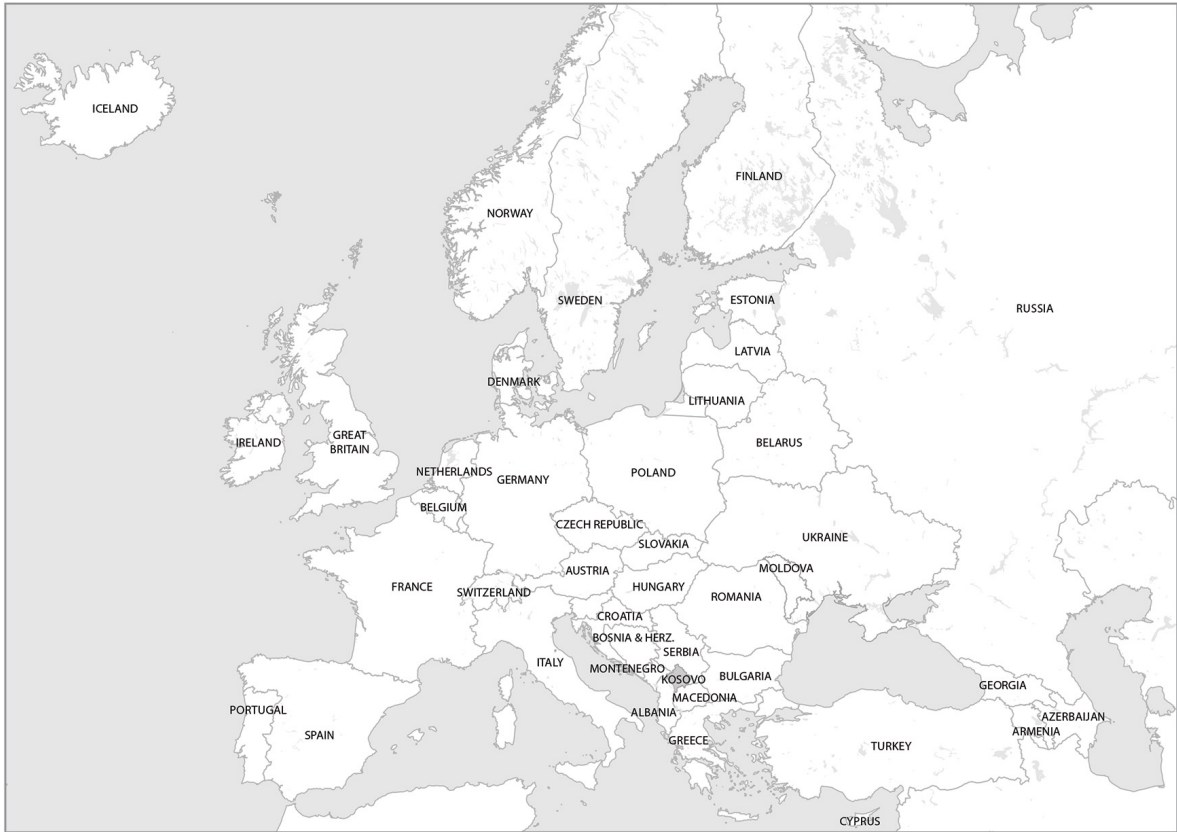 ICELAND
FINLAND
NORWAY
SWEDEN
ESTONIA
RUSSIA
LATVIA
DENMARK
LITHUANIA
IRELAND
GREAT
BRITAIN
BELARUS
NETHERLANDS
GERMANY
POLAND
BELGIUM
CZECH REPUBLIC
UKRAINE
SLOVAKIA
AUSTRIA
MOLDOVA
FRANCE
SWITZERLAND
HUNGARY
ROMANIA
CROATIA
BOSNIA & HERZ.
SERBIA
ITALY
MONTENEGRO
KOSOVO
BULGARIA
GEORGIA
MACEDONIA
PORTUGAL
ALBANIA
AZERBAIJAN
ARMENIA
SPAIN
GREECE
TURKEY
CYPRUS